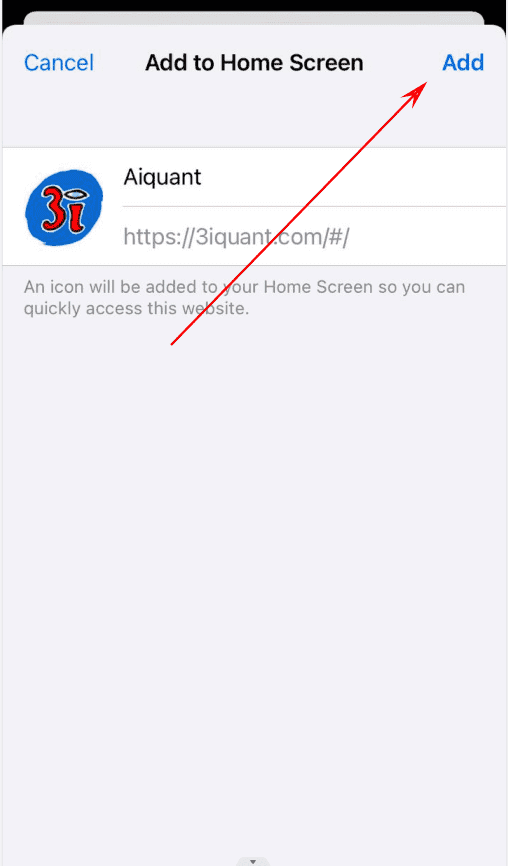 Cancel Add to Home Screen Add
3i
Aiquant
https://3iquant.com/#/
An icon will be added to your Home Screen so you can
quickly access this website.